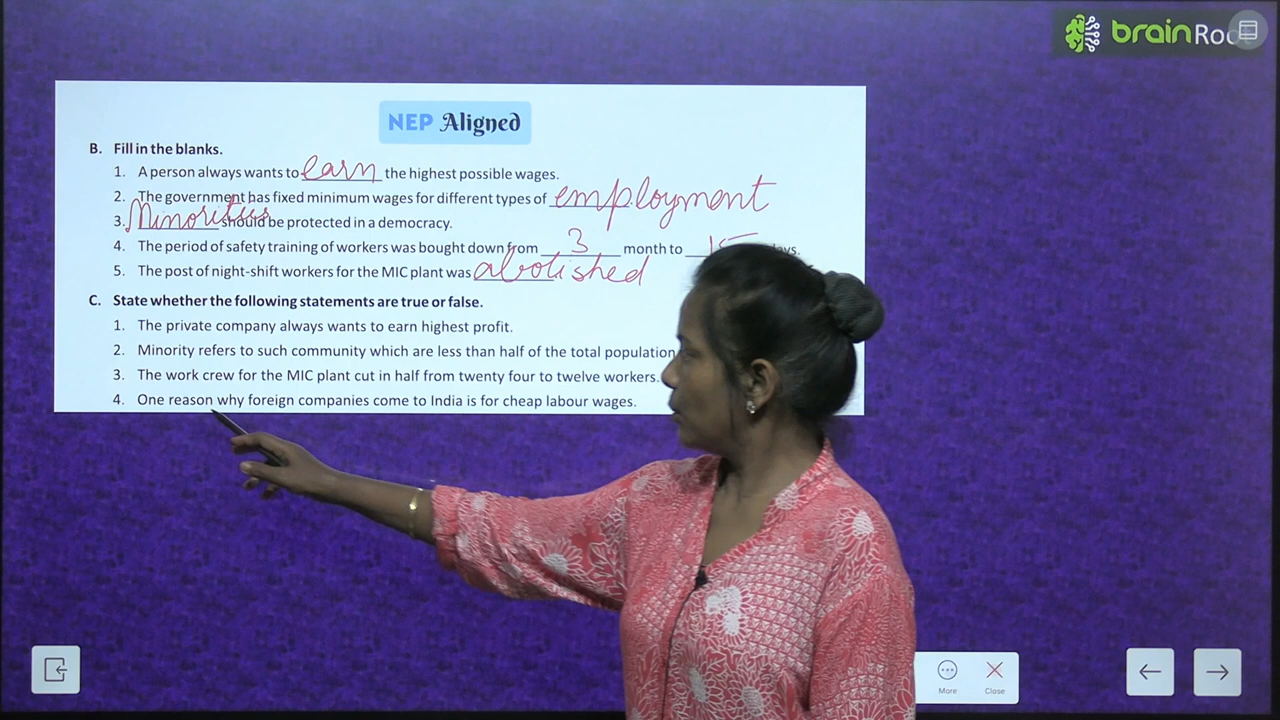 brain Roo
NEP Aligned
B. Fill in the blanks.
1. A person always wants to earn the highest possible wages.
2. The government has fixed minimum wages for different types of employment
3. Minorities should be protected in a democracy.
4. The period of safety training of workers was bought down from 3 month to 15 days.
5. The post of night-shift workers for the MIC plant was abolished
C. State whether the following statements are true or false.
1. The private company always wants to earn highest profit.
2. Minority refers to such community which are less than half of the total population
3. The work crew for the MIC plant cut in half from twenty four to twelve workers.
4. One reason why foreign companies come to India is for cheap labour wages.
More
Close